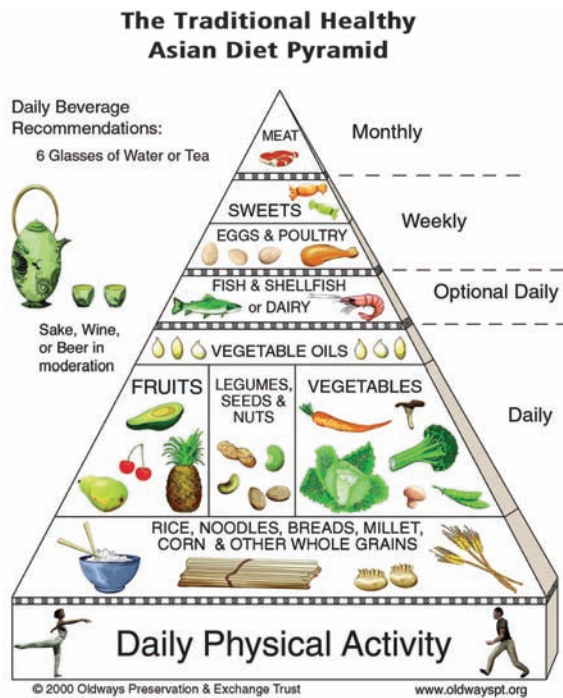 The Traditional Healthy
Asian Diet Pyramid
Daily Beverage
Recommendations:
6 Glasses of Water or Tea
Sake, Wine,
or Beer in
moderation
MEAT
Monthly
SWEETS
EGGS & POULTRY
Weekly
FISH & SHELLFISH
or DAIRY
Optional Daily
VEGETABLE OILS
FRUITS
LEGUMES,
SEEDS &
NUTS
VEGETABLES
Daily
RICE, NOODLES, BREADS, MILLET,
CORN & OTHER WHOLE GRAINS
Daily Physical Activity
© 2000 Oldways Preservation & Exchange Trust
www.oldwayspt.org